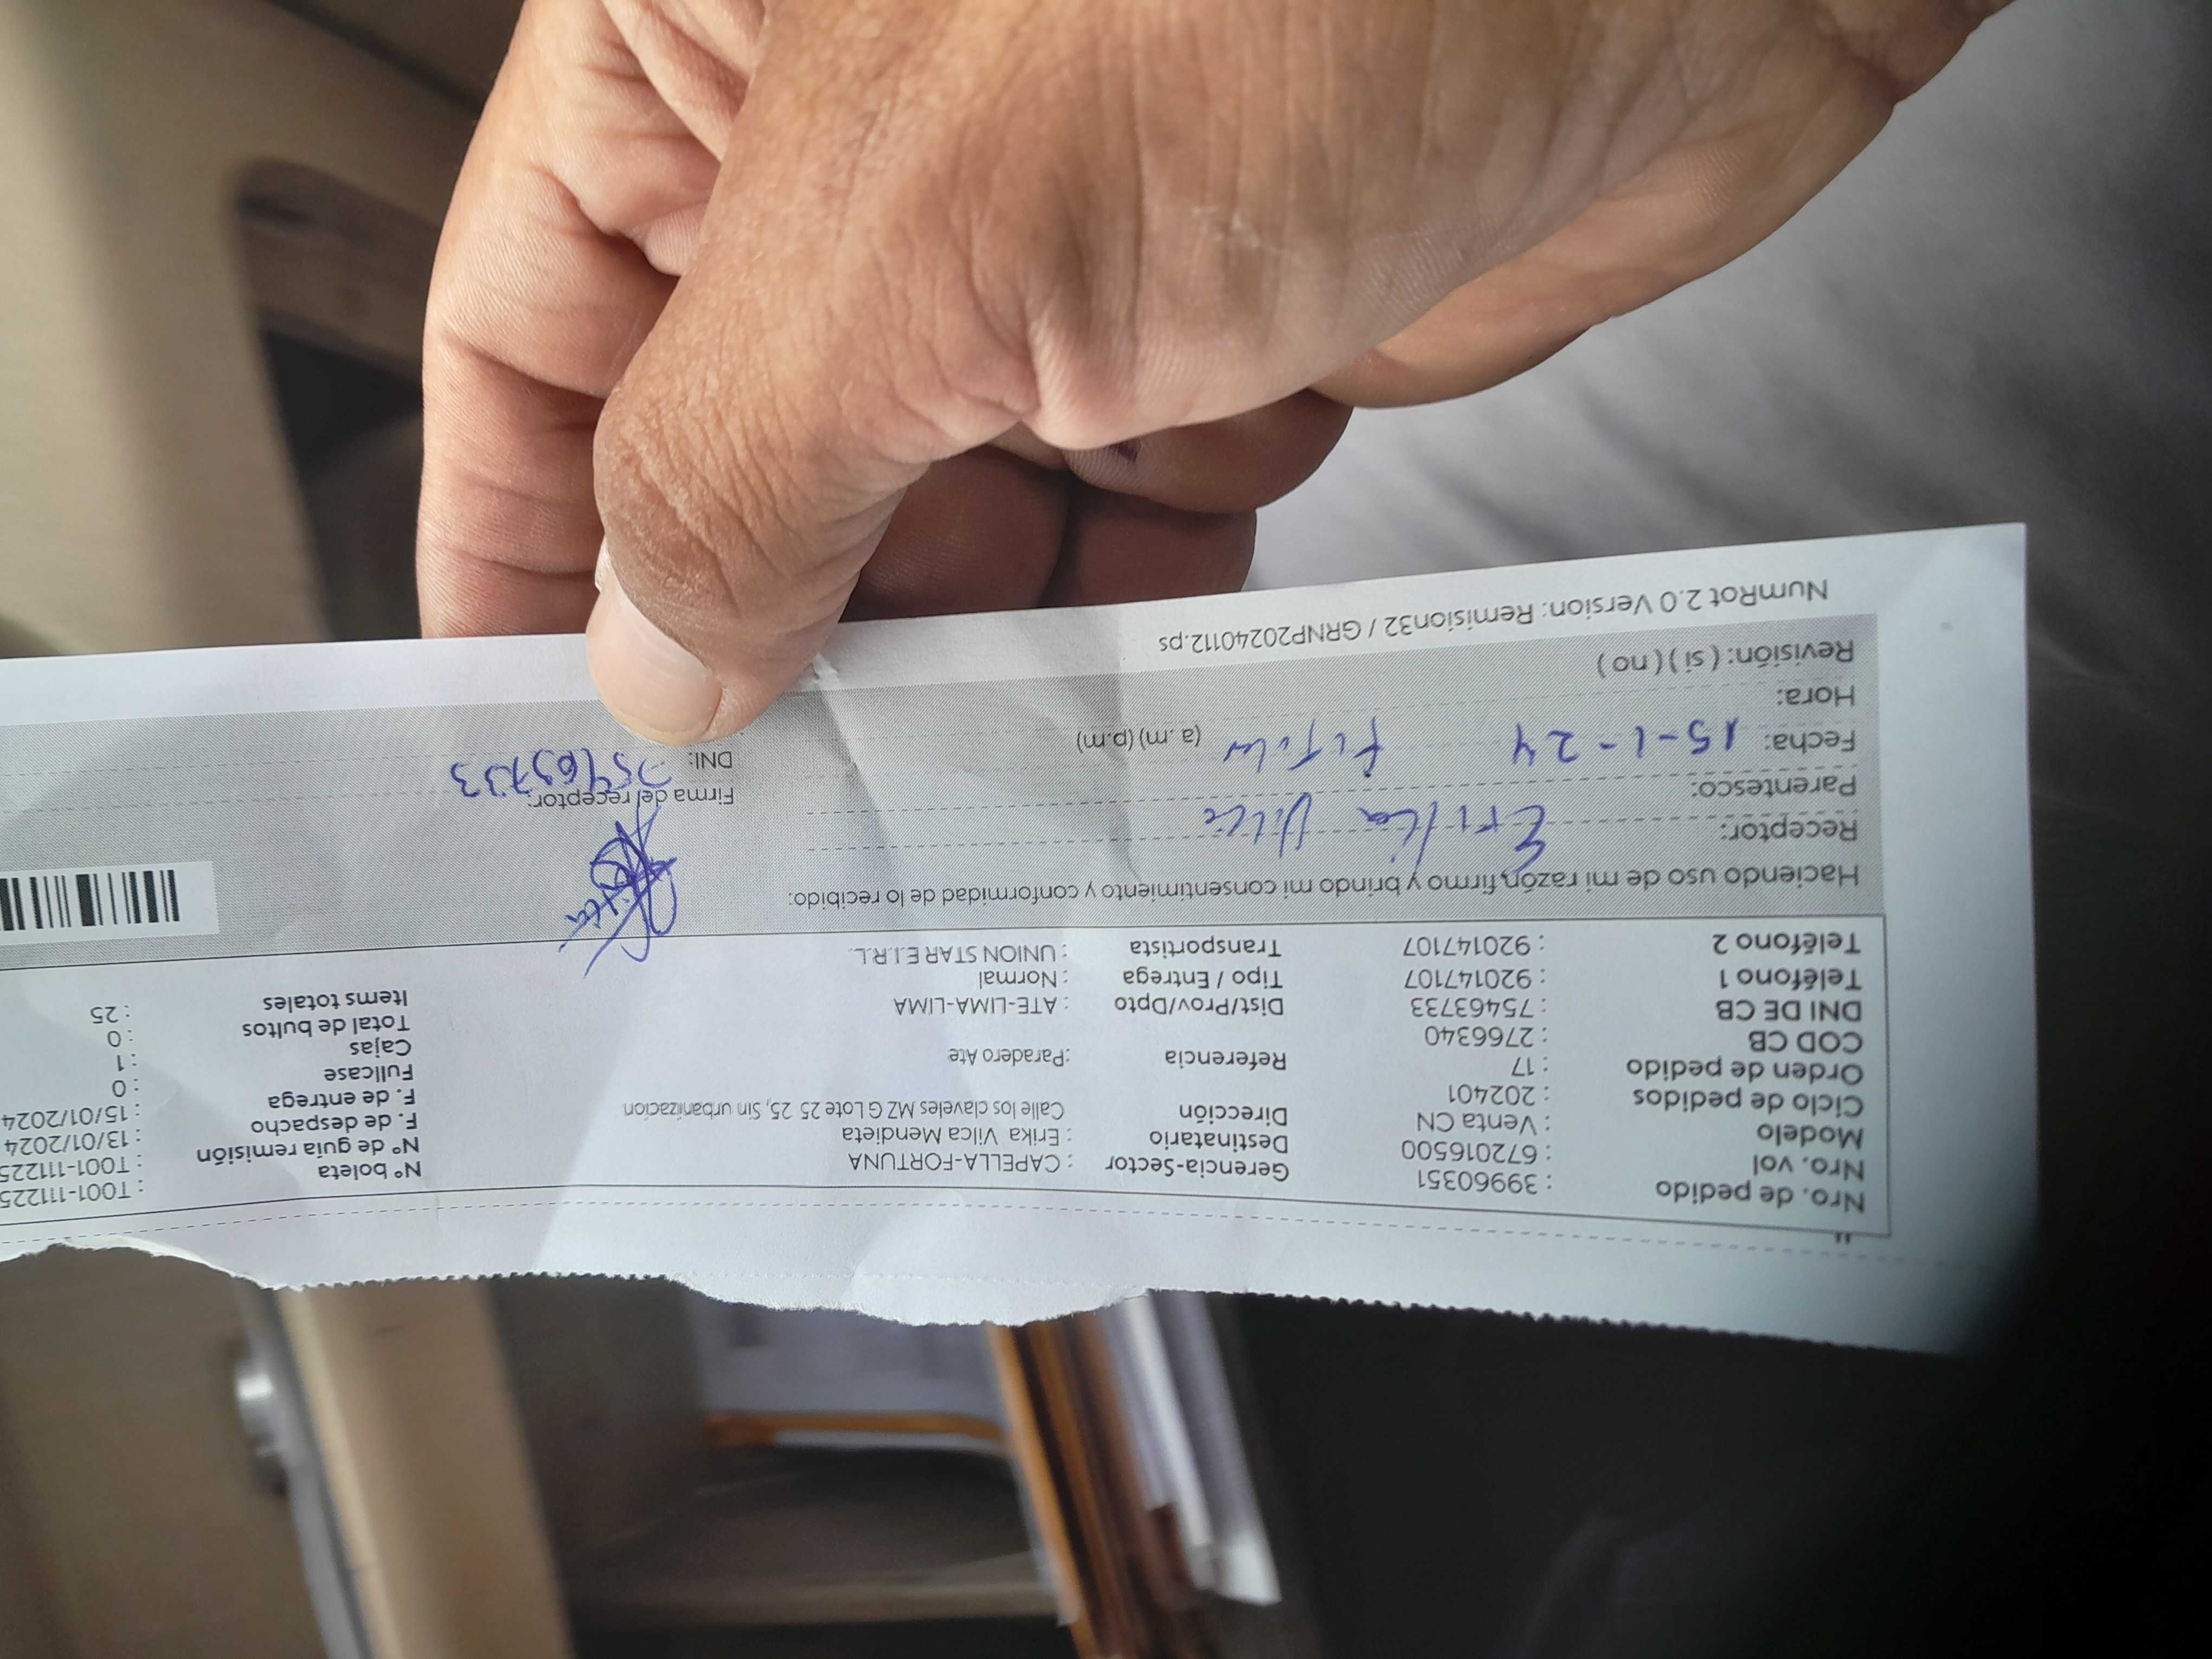 Nro. de pedido : 39960351 Gerencia-Sector : CAPELLA-FORTUNA Nº boleta : T001-111225
Nro. vol : 672016500 Destinatario : Erika Vilca Mendieta Nº de guía remisión : T001-111225
Modelo : Venta CN Dirección Calle los claveles MZ G Lote 25 25, Sin urbanizacion F. de despacho : 13/01/2024
Ciclo de pedidos : 202401 F. de entrega : 15/01/2024
Orden de pedido : 17 Referencia :Paradero Ate Fullcase : 0
COD CB : 2766340 Cajas : 1
DNI DE CB : 75463733 Dist/Prov/Dpto : ATE-LIMA-LIMA Total de bultos : 0
Teléfono 1 : 920147107 Tipo / Entrega : Normal Items totales : 25
Teléfono 2 : 920147107 Transportista : UNION STAR E.I.R.L.
Haciendo uso de mi razón, firmo y brindo mi consentimiento y conformidad de lo recibido:
Receptor: Erika Vilca
Parentesco: Firma del receptor:
Fecha: 15-1-24 DNI: 75463733
Hora: (a.m) (p.m)
Revisión: ( si ) ( no )
NumRot 2.0 Version: Remision32 / GRNP20240112.ps